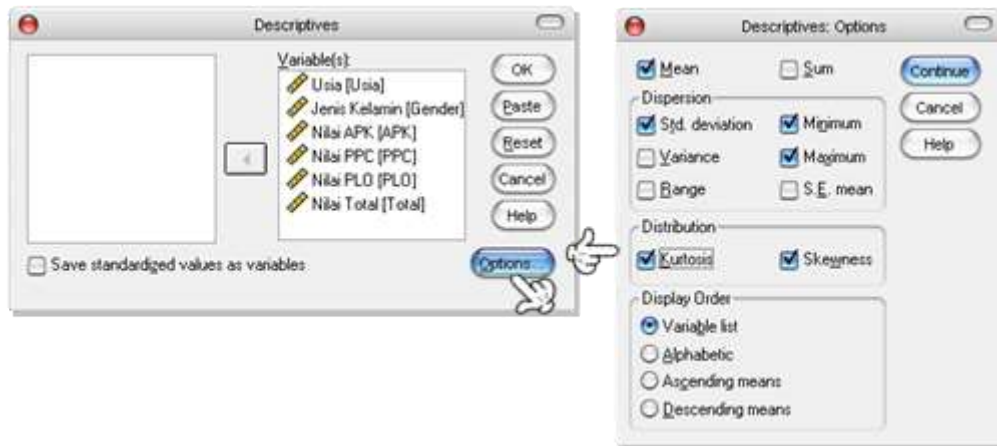 Descriptives
Variable(s):
Usia [Usia]
Jenis Kelamin [Gender]
Nilai APK [APK]
Nilai PPC [PPC]
Nilai PLO [PLO]
Nilai Total [Total]
OK
Paste
Reset
Cancel
Help
Save standardized values as variables
Options...
Descriptives: Options
Mean
Sum
Continue
Cancel
Help
Dispersion
Std. deviation
Minimum
Variance
Maximum
Range
S.E. mean
Distribution
Kurtosis
Skewness
Display Order
Variable list
Alphabetic
Ascending means
Descending means